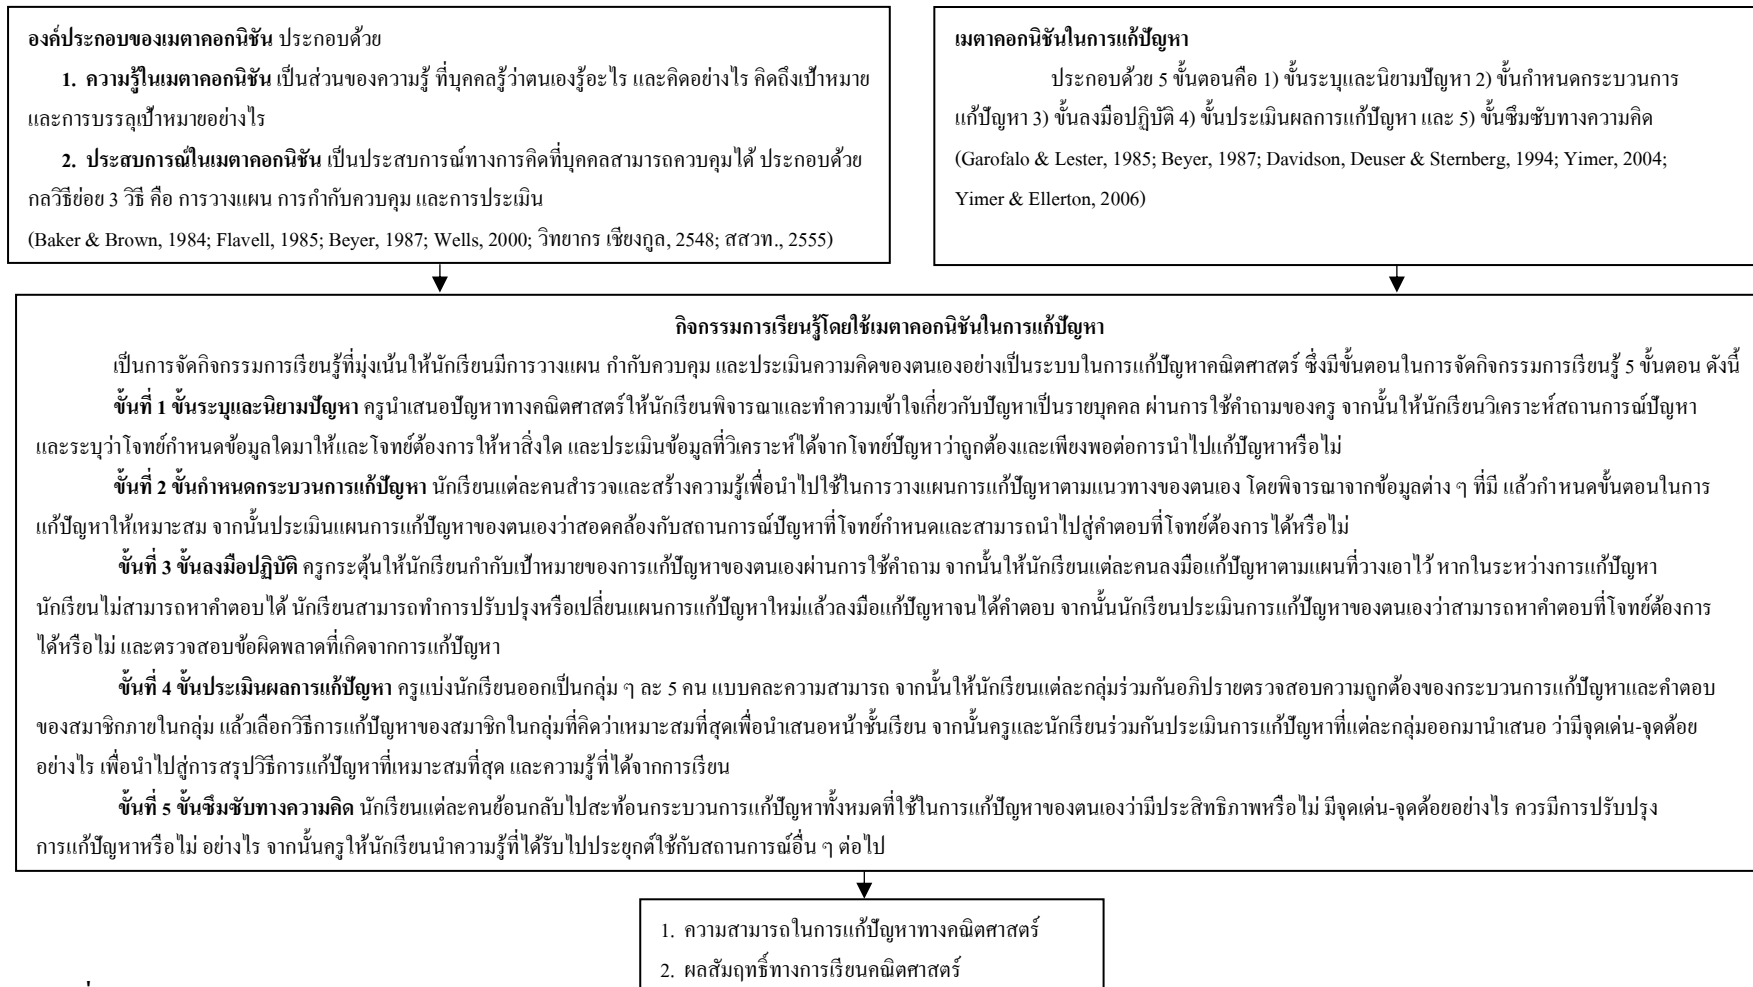 องค์ประกอบของเมตาคอกนิชัน ประกอบด้วย
1. ความรู้ในเมตาคอกนิชัน เป็นส่วนของความรู้ ที่บุคคลรู้ว่าตนเองรู้อะไร และคิดอย่างไร คิดถึงเป้าหมาย
และการบรรลุเป้าหมายอย่างไร
2. ประสบการณ์ในเมตาคอกนิชัน เป็นประสบการณ์ทางการคิดที่บุคคลสามารถควบคุมได้ ประกอบด้วย
กลวิธีย่อย 3 วิธี คือ การวางแผน การกำกับควบคุม และการประเมิน
(Baker & Brown, 1984; Flavell, 1985; Beyer, 1987; Wells, 2000; วิทยากร เชียงกูล, 2548; สสวท., 2555)
เมตาคอกนิชันในการแก้ปัญหา
ประกอบด้วย 5 ขั้นตอนคือ 1) ขั้นระบุและนิยามปัญหา 2) ขั้นกำหนดกระบวนการ
แก้ปัญหา 3) ขั้นลงมือปฏิบัติ 4) ขั้นประเมินผลการแก้ปัญหา และ 5) ขั้นซึมซับทางความคิด
(Garofalo & Lester, 1985; Beyer, 1987; Davidson, Deuser & Sternberg, 1994; Yimer, 2004;
Yimer & Ellerton, 2006)
กิจกรรมการเรียนรู้โดยใช้เมตาคอกนิชันในการแก้ปัญหา
เป็นการจัดกิจกรรมการเรียนรู้ที่มุ่งเน้นให้นักเรียนมีการวางแผน กำกับควบคุม และประเมินความคิดของตนเองอย่างเป็นระบบในการแก้ปัญหาคณิตศาสตร์ ซึ่งมีขั้นตอนในการจัดกิจกรรมการเรียนรู้ 5 ขั้นตอน ดังนี้
ขั้นที่ 1 ขั้นระบุและนิยามปัญหา ครูนำเสนอปัญหาทางคณิตศาสตร์ให้นักเรียนพิจารณาและทำความเข้าใจเกี่ยวกับปัญหาเป็นรายบุคคล ผ่านการใช้คำถามของครู จากนั้นให้นักเรียนวิเคราะห์สถานการณ์ปัญหา
และระบุว่าโจทย์กำหนดข้อมูลใดมาให้และโจทย์ต้องการให้หาสิ่งใด และประเมินข้อมูลที่วิเคราะห์ได้จากโจทย์ปัญหาว่าถูกต้องและเพียงพอต่อการนำไปแก้ปัญหาหรือไม่
ขั้นที่ 2 ขั้นกำหนดกระบวนการแก้ปัญหา นักเรียนแต่ละคนสำรวจและสร้างความรู้เพื่อนำไปใช้ในการวางแผนการแก้ปัญหาตามแนวทางของตนเอง โดยพิจารณาจากข้อมูลต่าง ๆ ที่มี แล้วกำหนดขั้นตอนในการ
แก้ปัญหาให้เหมาะสม จากนั้นประเมินแผนการแก้ปัญหาของตนเองว่าสอดคล้องกับสถานการณ์ปัญหาที่โจทย์กำหนดและสามารถนำไปสู่คำตอบที่โจทย์ต้องการได้หรือไม่
ขั้นที่ 3 ขั้นลงมือปฏิบัติ ครูกระตุ้นให้นักเรียนกำกับเป้าหมายของการแก้ปัญหาของตนเองผ่านการใช้คำถาม จากนั้นให้นักเรียนแต่ละคนลงมือแก้ปัญหาตามแผนที่วางเอาไว้ หากในระหว่างการแก้ปัญหา
นักเรียนไม่สามารถหาคำตอบได้ นักเรียนสามารถทำการปรับปรุงหรือเปลี่ยนแผนการแก้ปัญหาใหม่แล้วลงมือแก้ปัญหาจนได้คำตอบ จากนั้นนักเรียนประเมินการแก้ปัญหาของตนเองว่าสามารถหาคำตอบที่โจทย์ต้องการ
ได้หรือไม่ และตรวจสอบข้อผิดพลาดที่เกิดจากการแก้ปัญหา
ขั้นที่ 4 ขั้นประเมินผลการแก้ปัญหา ครูแบ่งนักเรียนออกเป็นกลุ่ม ๆ ละ 5 คน แบบคละความสามารถ จากนั้นให้นักเรียนแต่ละกลุ่มร่วมกันอภิปรายตรวจสอบความถูกต้องของกระบวนการแก้ปัญหาและคำตอบ
ของสมาชิกภายในกลุ่ม แล้วเลือกวิธีการแก้ปัญหาของสมาชิกในกลุ่มที่คิดว่าเหมาะสมที่สุดเพื่อนำเสนอหน้าชั้นเรียน จากนั้นครูและนักเรียนร่วมกันประเมินการแก้ปัญหาที่แต่ละกลุ่มออกมานำเสนอ ว่ามีจุดเด่น-จุดด้อย
อย่างไร เพื่อนำไปสู่การสรุปวิธีการแก้ปัญหาที่เหมาะสมที่สุด และความรู้ที่ได้จากการเรียน
ขั้นที่ 5 ขั้นซึมซับทางความคิด นักเรียนแต่ละคนย้อนกลับไปสะท้อนกระบวนการแก้ปัญหาทั้งหมดที่ใช้ในการแก้ปัญหาของตนเองว่ามีประสิทธิภาพหรือไม่ มีจุดเด่น-จุดด้อยอย่างไร ควรมีการปรับปรุง
การแก้ปัญหาหรือไม่ อย่างไร จากนั้นครูให้นักเรียนนำความรู้ที่ได้รับไปประยุกต์ใช้กับสถานการณ์อื่น ๆ ต่อไป
1. ความสามารถในการแก้ปัญหาทางคณิตศาสตร์
2. ผลสัมฤทธิ์ทางการเรียนคณิตศาสตร์